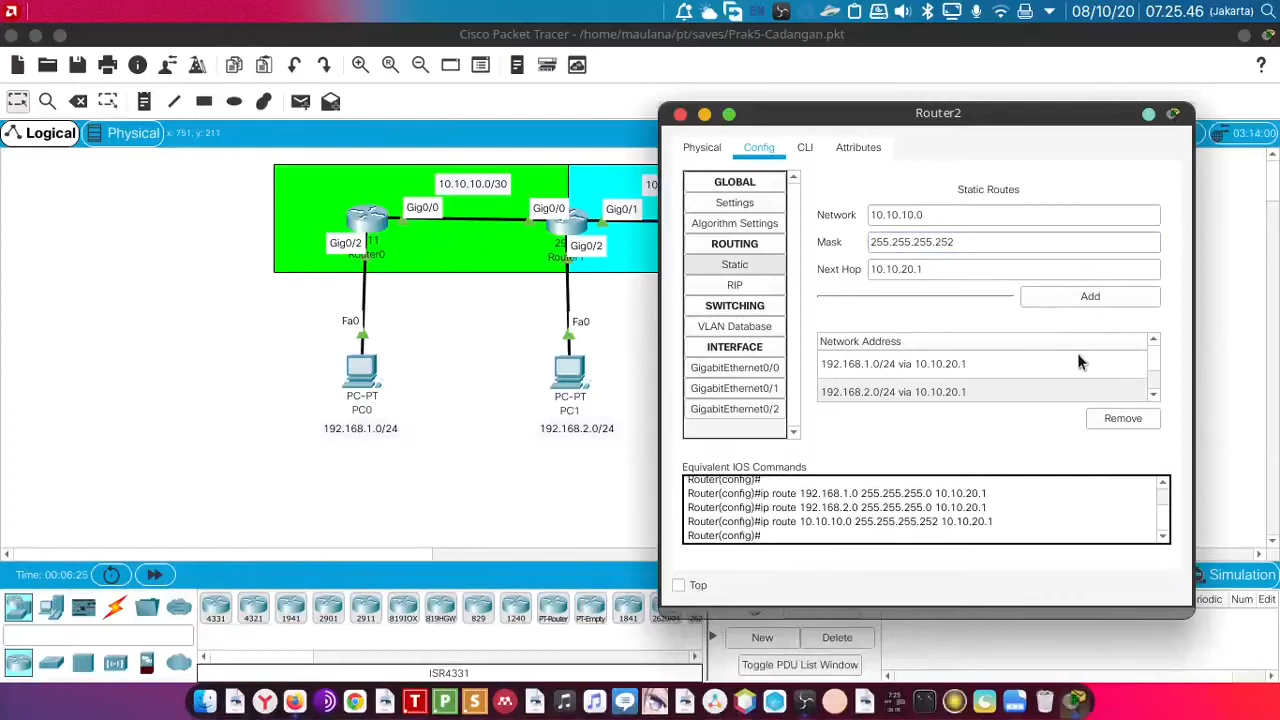 EN
08/10/20 07.25.46 (Jakarta)
Cisco Packet Tracer - /home/maulana/pt/saves/Prak5-Cadangan.pkt
?
Logical
Physical
x: 751, y: 211
03:14:00
10.10.10.0/30
10
Gig0/0
Gig0/0
Gig0/1
Gig0/2
11
Router0
Gig0/2
Fa0
Fa0
PC-PT
PC0
192.168.1.0/24
PC-PT
PC1
192.168.2.0/24
Router2
Physical
Config
CLI
Attributes
GLOBAL
Settings
Algorithm Settings
ROUTING
Static
RIP
SWITCHING
VLAN Database
INTERFACE
GigabitEthernet0/0
GigabitEthernet0/1
GigabitEthernet0/2
Static Routes
Network 10.10.10.0
Mask 255.255.255.252
Next Hop 10.10.20.1
Add
Network Address
192.168.1.0/24 via 10.10.20.1
192.168.2.0/24 via 10.10.20.1
Remove
Equivalent IOS Commands
Router(config)#
Router(config)#ip route 192.168.1.0 255.255.255.0 10.10.20.1
Router(config)#ip route 192.168.2.0 255.255.255.0 10.10.20.1
Router(config)#ip route 10.10.10.0 255.255.255.252 10.10.20.1
Router(config)#
Top
Time: 00:06:25
Simulation
4331
4321
1941
2901
2911
819IOX
819HGW
829
1240
PT-Router
PT-Empty
1841
ISR4331
New
Delete
Toggle PDU List Window
Num
Edit